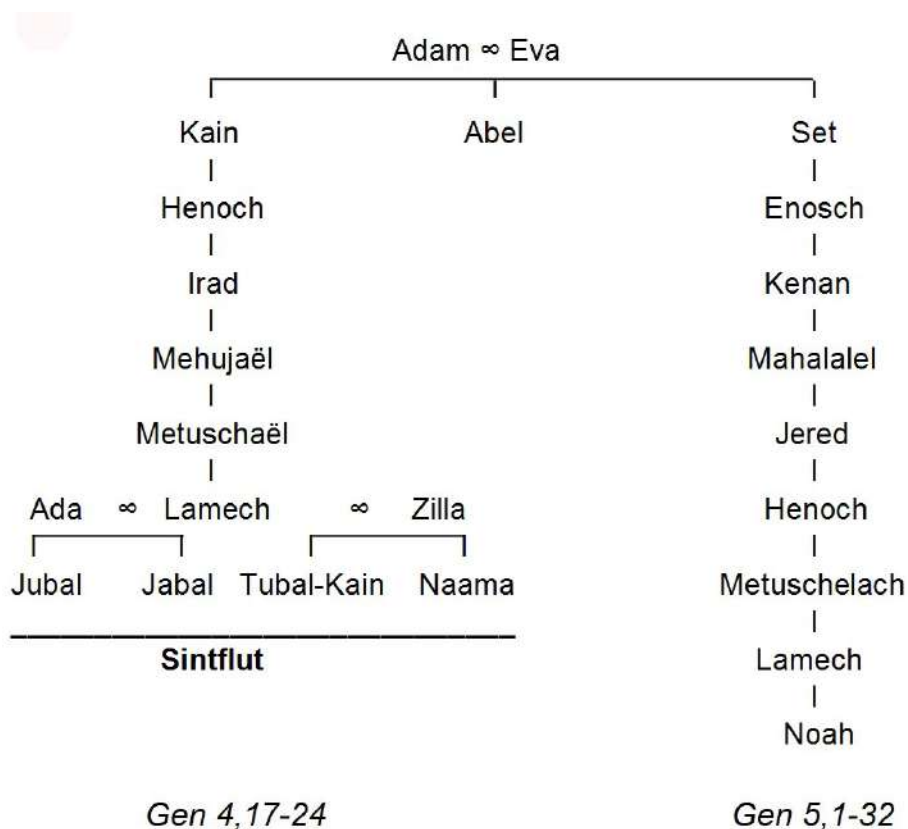 Adam ∞ Eva
Kain Abel Set
Henoch Enosch
Irad Kenan
Mehujaël Mahalalel
Metuschaël Jered
Ada ∞ Lamech ∞ Zilla Henoch
Jubal Jabal Tubal-Kain Naama Metuschelach
Sintflut Lamech
Noah
Gen 4,17-24 Gen 5,1-32